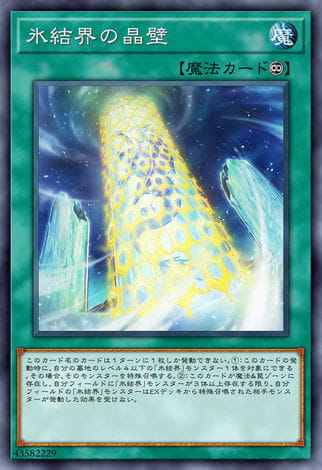 氷結界の晶壁
魔
【魔法カード】
このカード名のカードは１ターンに１枚しか発動できない。①：このカードの発
動時に、自分の墓地のレベル４以下の「氷結界」モンスター１体を対象にできる
。その場合、そのモンスターを特殊召喚する。②：このカードが魔法＆罠ゾーンに
存在し、自分フィールドに「氷結界」モンスターが３体以上存在する限り、自分
フィールドの「氷結界」モンスターはEXデッキから特殊召喚された相手モンス
ターが発動した効果を受けない。
43582229